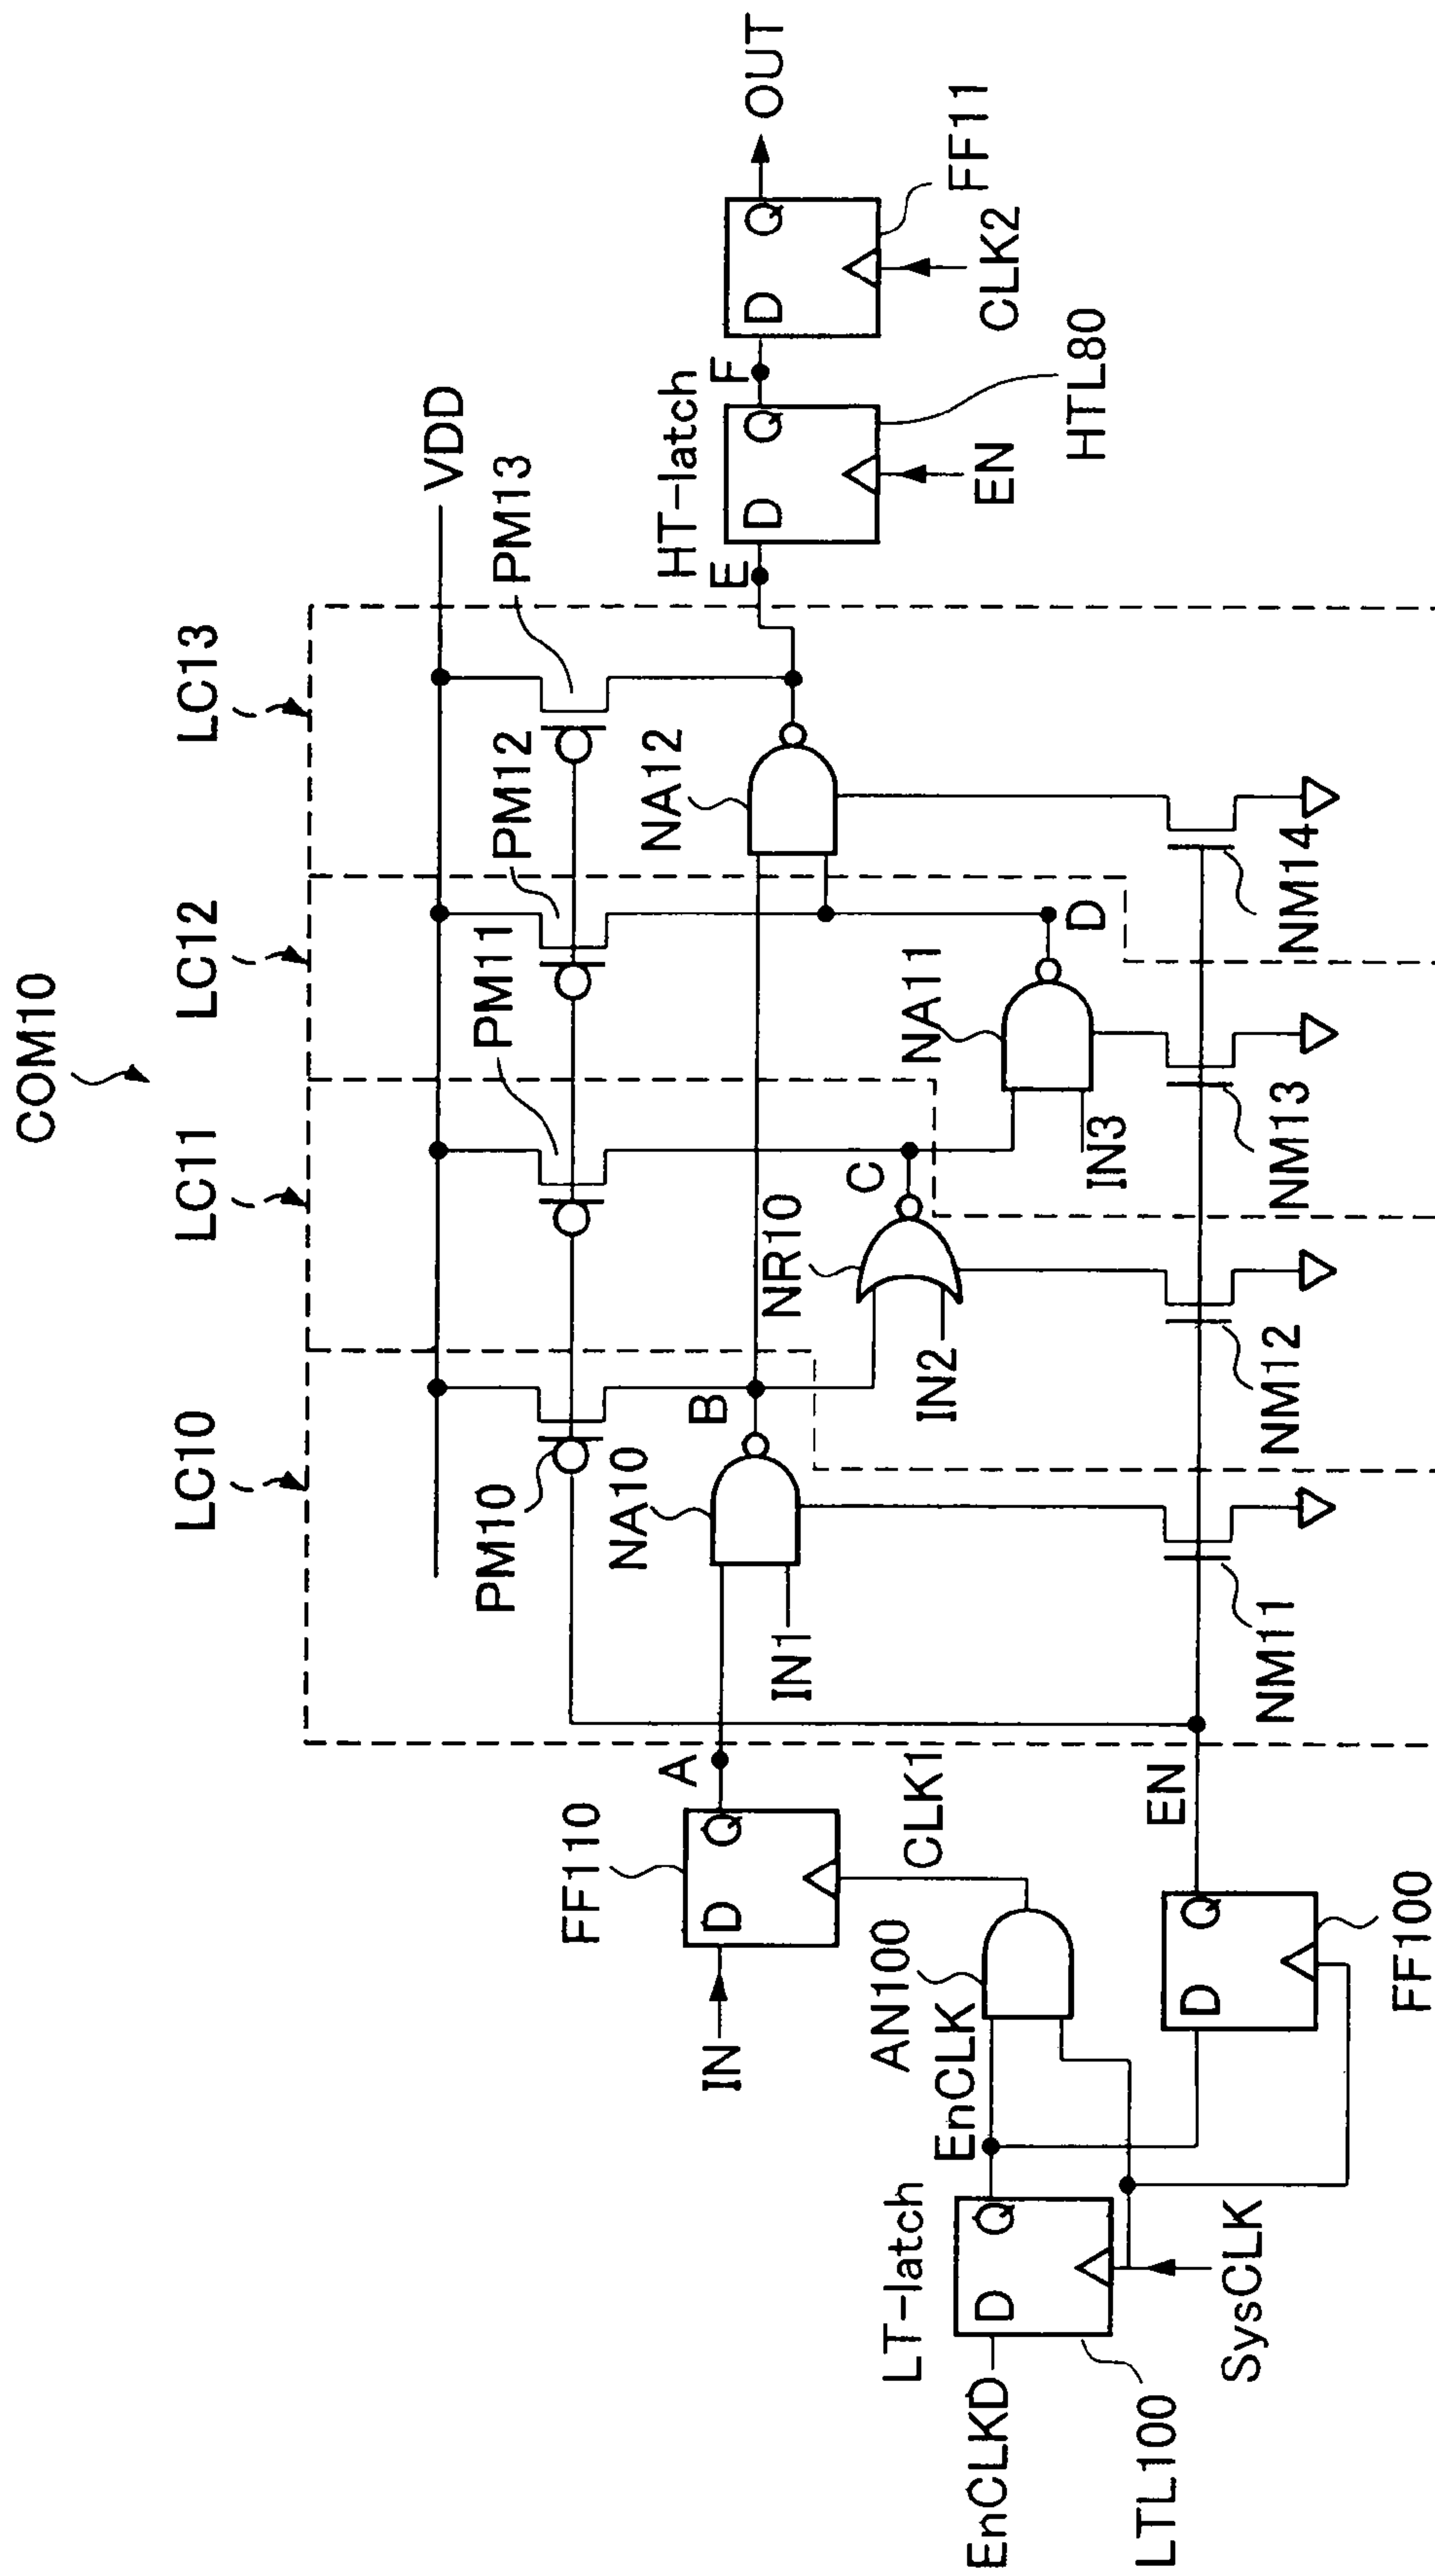 COM10
LC10
LC11
LC12
LC13
VDD
PM10
PM11
PM12
PM13
HT-latch
NA10
B
NA12
E
D
Q
F
D
Q
OUT
FF110
A
IN
D
Q
IN1
NR10
C
IN2
NA11
IN3
D
EN
HTL80
CLK2
FF11
CLK1
AN100
EnCLK
LT-latch
EnCLKD
D
Q
LTL100
SysCLK
EN
D
Q
FF100
NM11
NM12
NM13
NM14